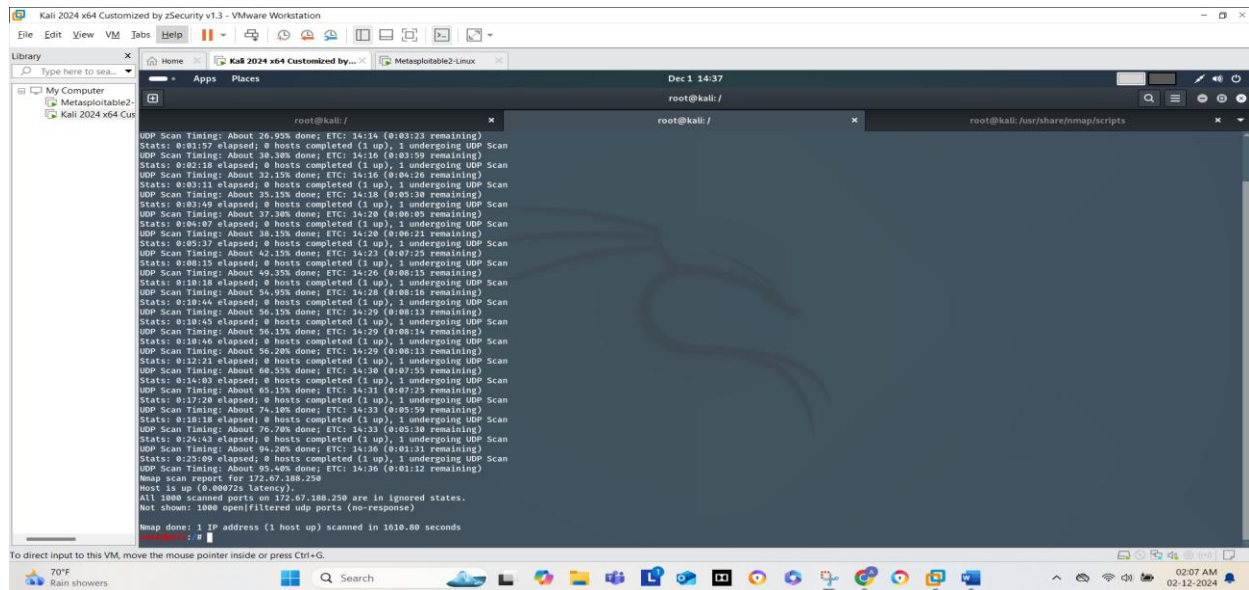 Kali 2024 x64 Customized by zSecurity v1.3 - VMware Workstation
File Edit View VM Tabs Help
Library
Home Kali 2024 x64 Customized by... Metasploitable2-Linux
Type here to sea...
Apps Places Dec 1 14:37
My Computer
Metasploitable2-
Kali 2024 x64 Cus
root@kali: /
root@kali: / root@kali: / root@kali: /usr/share/nmap/scripts
UDP Scan Timing: About 26.95% done; ETC: 14:14 (0:03:23 remaining)
Stats: 0:01:57 elapsed; 0 hosts completed (1 up), 1 undergoing UDP Scan
UDP Scan Timing: About 30.30% done; ETC: 14:16 (0:03:59 remaining)
Stats: 0:02:18 elapsed; 0 hosts completed (1 up), 1 undergoing UDP Scan
UDP Scan Timing: About 32.15% done; ETC: 14:16 (0:04:26 remaining)
Stats: 0:03:11 elapsed; 0 hosts completed (1 up), 1 undergoing UDP Scan
UDP Scan Timing: About 35.15% done; ETC: 14:18 (0:05:30 remaining)
Stats: 0:03:49 elapsed; 0 hosts completed (1 up), 1 undergoing UDP Scan
UDP Scan Timing: About 37.30% done; ETC: 14:20 (0:06:05 remaining)
Stats: 0:04:07 elapsed; 0 hosts completed (1 up), 1 undergoing UDP Scan
UDP Scan Timing: About 38.15% done; ETC: 14:20 (0:06:21 remaining)
Stats: 0:05:37 elapsed; 0 hosts completed (1 up), 1 undergoing UDP Scan
UDP Scan Timing: About 42.15% done; ETC: 14:23 (0:07:25 remaining)
Stats: 0:08:15 elapsed; 0 hosts completed (1 up), 1 undergoing UDP Scan
UDP Scan Timing: About 49.35% done; ETC: 14:26 (0:08:15 remaining)
Stats: 0:10:18 elapsed; 0 hosts completed (1 up), 1 undergoing UDP Scan
UDP Scan Timing: About 54.95% done; ETC: 14:28 (0:08:16 remaining)
Stats: 0:10:44 elapsed; 0 hosts completed (1 up), 1 undergoing UDP Scan
UDP Scan Timing: About 56.15% done; ETC: 14:29 (0:08:13 remaining)
Stats: 0:10:45 elapsed; 0 hosts completed (1 up), 1 undergoing UDP Scan
UDP Scan Timing: About 56.15% done; ETC: 14:29 (0:08:14 remaining)
Stats: 0:10:46 elapsed; 0 hosts completed (1 up), 1 undergoing UDP Scan
UDP Scan Timing: About 56.20% done; ETC: 14:29 (0:08:13 remaining)
Stats: 0:12:21 elapsed; 0 hosts completed (1 up), 1 undergoing UDP Scan
UDP Scan Timing: About 60.55% done; ETC: 14:30 (0:07:55 remaining)
Stats: 0:14:03 elapsed; 0 hosts completed (1 up), 1 undergoing UDP Scan
UDP Scan Timing: About 65.15% done; ETC: 14:31 (0:07:25 remaining)
Stats: 0:17:20 elapsed; 0 hosts completed (1 up), 1 undergoing UDP Scan
UDP Scan Timing: About 74.10% done; ETC: 14:33 (0:05:59 remaining)
Stats: 0:18:18 elapsed; 0 hosts completed (1 up), 1 undergoing UDP Scan
UDP Scan Timing: About 76.70% done; ETC: 14:33 (0:05:30 remaining)
Stats: 0:24:43 elapsed; 0 hosts completed (1 up), 1 undergoing UDP Scan
UDP Scan Timing: About 94.20% done; ETC: 14:36 (0:01:31 remaining)
Stats: 0:25:09 elapsed; 0 hosts completed (1 up), 1 undergoing UDP Scan
UDP Scan Timing: About 95.40% done; ETC: 14:36 (0:01:12 remaining)
Nmap scan report for 172.67.188.250
Host is up (0.00072s latency).
All 1000 scanned ports on 172.67.188.250 are in ignored states.
Not shown: 1000 open|filtered udp ports (no-response)
Nmap done: 1 IP address (1 host up) scanned in 1610.80 seconds
:/#
To direct input to this VM, move the mouse pointer inside or press Ctrl+G.
70°F
Rain showers
Search
02:07 AM
02-12-2024